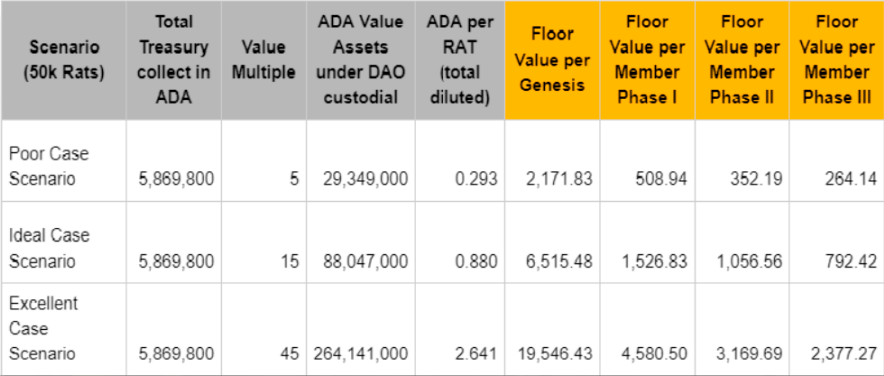 Scenario (50k Rats) Total Treasury collect in ADA Value Multiple ADA Value Assets under DAO custodial ADA per RAT (total diluted) Floor Value per Genesis Floor Value per Member Phase I Floor Value per Member Phase II Floor Value per Member Phase III
Poor Case Scenario 5,869,800 5 29,349,000 0.293 2,171.83 508.94 352.19 264.14
Ideal Case Scenario 5,869,800 15 88,047,000 0.880 6,515.48 1,526.83 1,056.56 792.42
Excellent Case Scenario 5,869,800 45 264,141,000 2.641 19,546.43 4,580.50 3,169.69 2,377.27